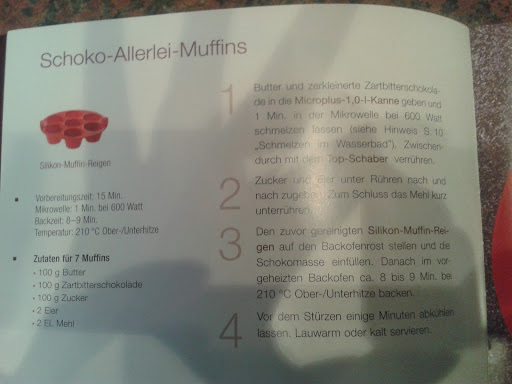 Schoko-Allerlei-Muffins
Silikon-Muffin-Reigen
Vorbereitungszeit: 15 Min.
Mikrowelle: 1 Min. bei 600 Watt
Backzeit: 8–9 Min.
Temperatur: 210 °C Ober-/Unterhitze
Zutaten für 7 Muffins
• 100 g Butter
• 100 g Zartbitterschokolade
• 100 g Zucker
• 2 Eier
• 2 EL Mehl
1
Butter und zerkleinerte Zartbitterschokola-
de in die Microplus-1,0-l-Kanne geben und
1 Min. in der Mikrowelle bei 600 Watt
schmelzen lassen (siehe Hinweis S. 10
„Schmelzen im Wasserbad"). Zwischen-
durch mit dem Top-Schaber verrühren.
2
Zucker und Eier unter Rühren nach und
nach zugeben. Zum Schluss das Mehl kurz
unterrühren.
3
Den zuvor gereinigten Silikon-Muffin-Rei-
gen auf den Backofenrost stellen und die
Schokomasse einfüllen. Danach im vor-
geheizten Backofen ca. 8 bis 9 Min. bei
210 °C Ober-/Unterhitze backen.
4
Vor dem Stürzen einige Minuten abkühlen
lassen. Lauwarm oder kalt servieren.